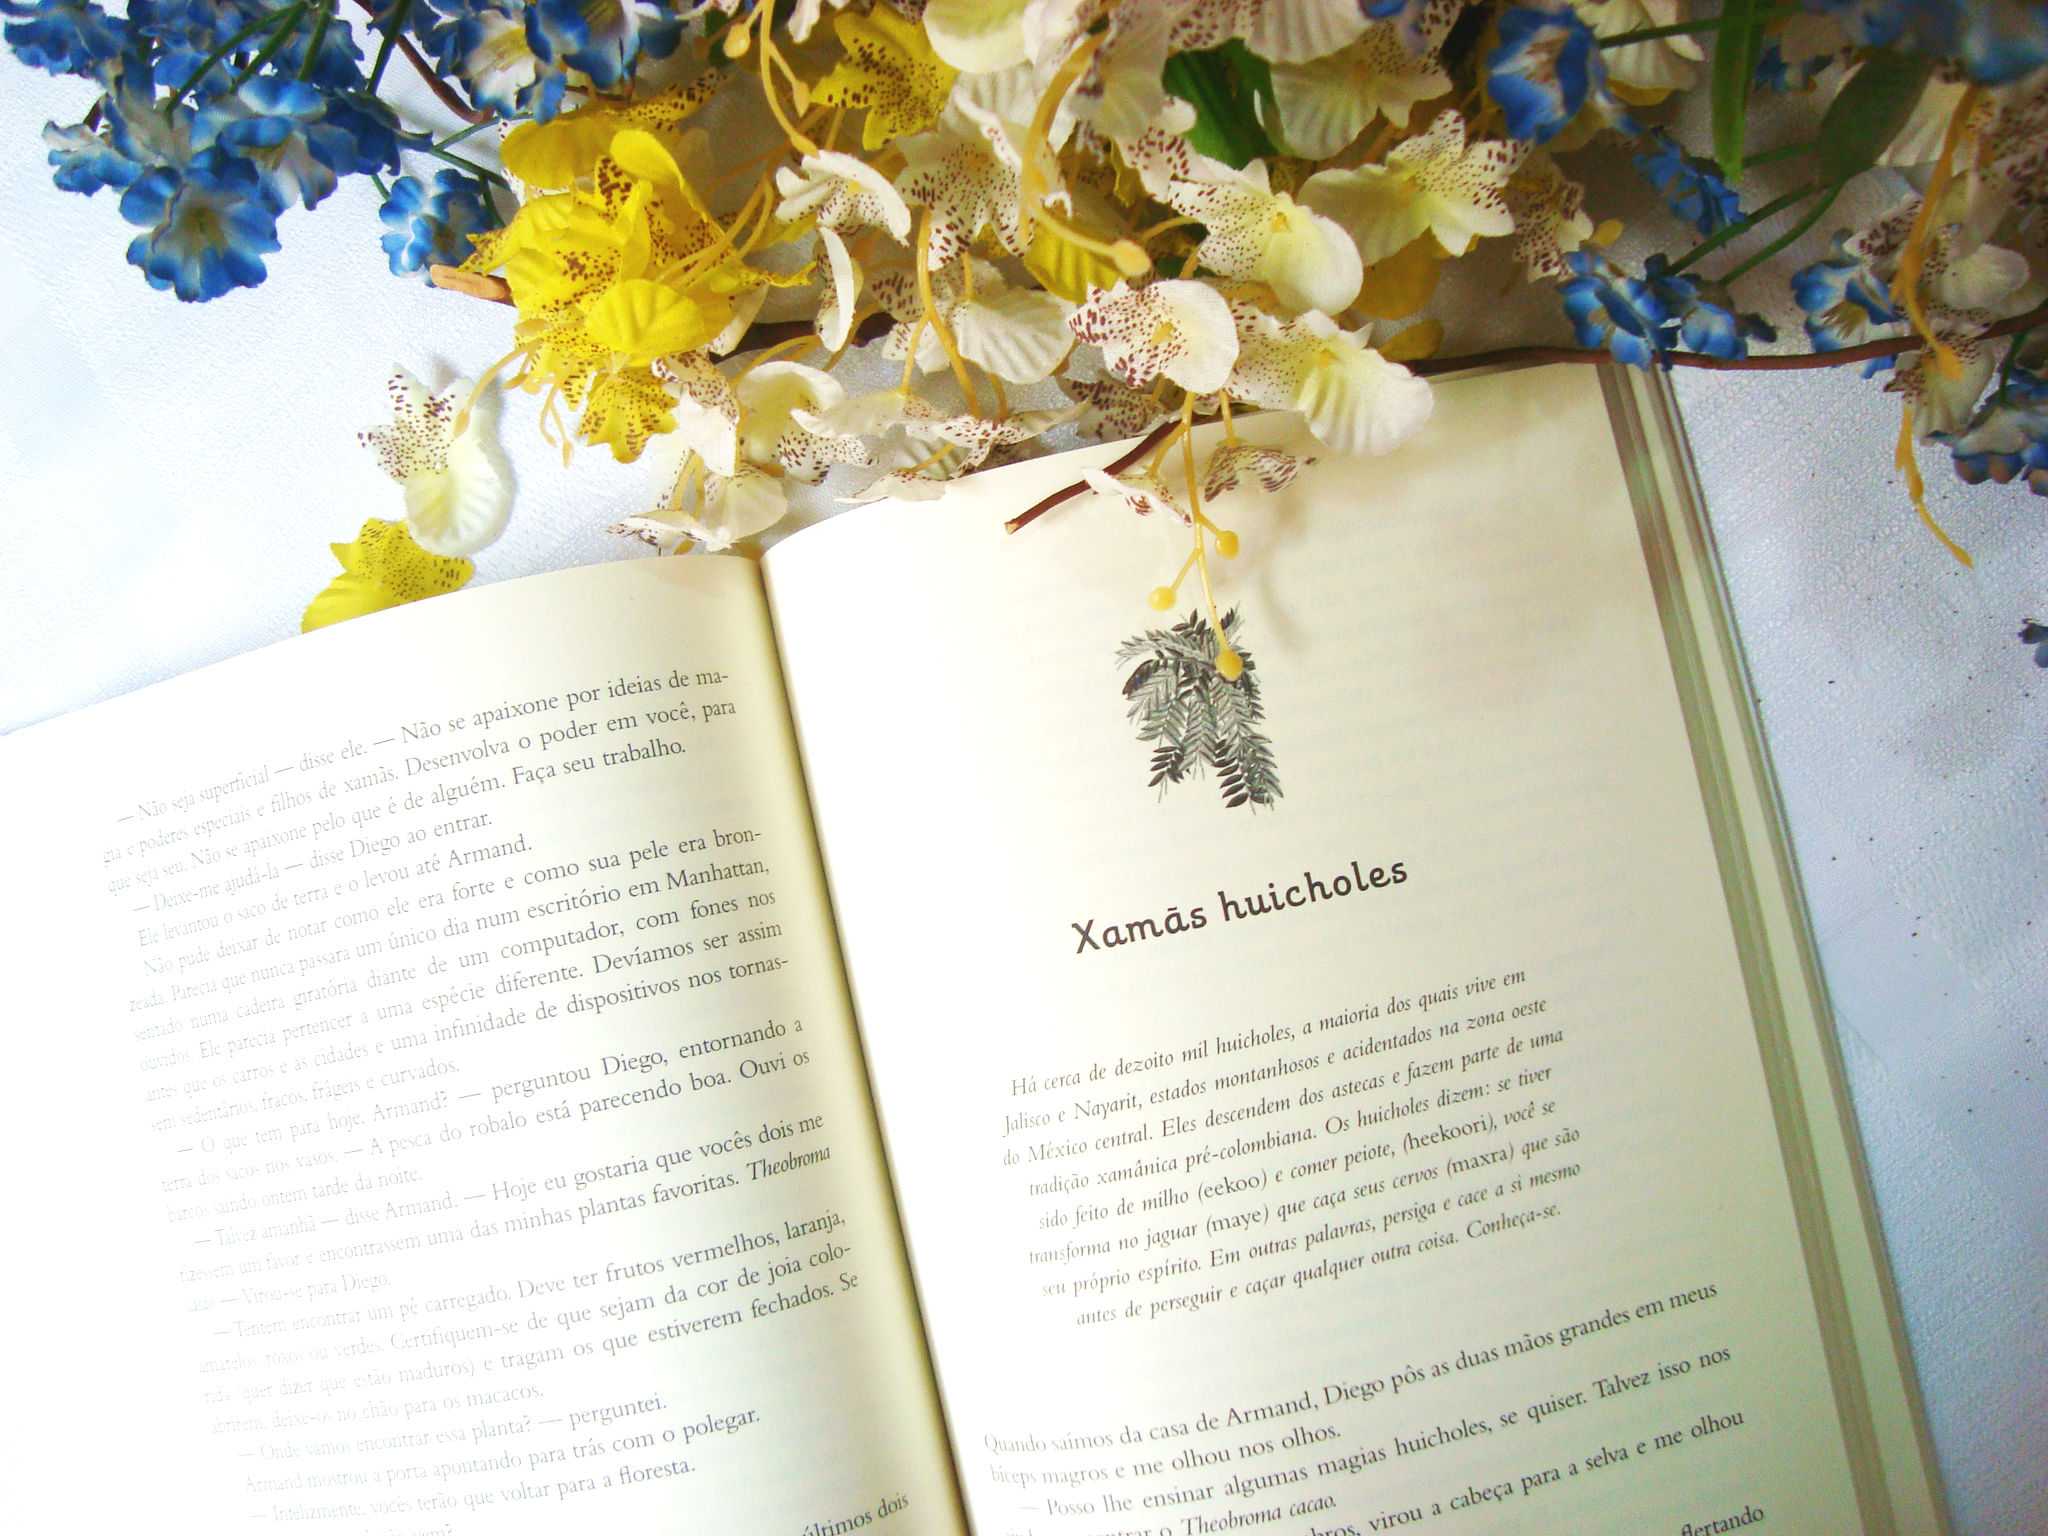 — Não seja superficial — disse ele. — Não se apaixone por ideias de ma-
gia e poderes especiais e filhos de xamãs. Desenvolva o poder em você, para
que seja seu. Não se apaixone pelo que é de alguém. Faça seu trabalho.
— Deixe-me ajudá-la — disse Diego ao entrar.
Ele levantou o saco de terra e o levou até Armand.
Não pude deixar de notar como ele era forte e como sua pele era bron-
zeada. Parecia que nunca passara um único dia num escritório em Manhattan,
sentado numa cadeira giratória diante de um computador, com fones nos
ouvidos. Ele parecia pertencer a uma espécie diferente. Devíamos ser assim
antes que os carros e as cidades e uma infinidade de dispositivos nos tornas-
sem sedentários, fracos, frágeis e curvados.
— O que tem para hoje, Armand? — perguntou Diego, entornando a
terra dos sacos nos vasos. — A pesca do robalo está parecendo boa. Ouvi os
barcos saindo ontem tarde da noite.
— Talvez amanhã — disse Armand. — Hoje eu gostaria que vocês dois me
fizessem um favor e encontrassem uma das minhas plantas favoritas. Theobroma
cacao. — Virou-se para Diego.
— Tentem encontrar um pé carregado. Deve ter frutos vermelhos, laranja,
amarelos, roxos ou verdes. Certifiquem-se de que sejam da cor de joia colo-
rida (quer dizer que estão maduros) e tragam os que estiverem fechados. Se
abrirem, deixe-os no chão para os macacos.
— Onde vamos encontrar essa planta? — perguntei.
Armand mostrou a porta apontando para trás com o polegar.
— Infelizmente, vocês terão que voltar para a floresta.
vem?
últimos dois
Xamãs huicholes
Há cerca de dezoito mil huicholes, a maioria dos quais vive em
Jalisco e Nayarit, estados montanhosos e acidentados na zona oeste
do México central. Eles descendem dos astecas e fazem parte de uma
tradição xamânica pré-colombiana. Os huicholes dizem: se tiver
sido feito de milho (eekoo) e comer peiote, (heekoori), você se
transforma no jaguar (maye) que caça seus cervos (maxra) que são
seu próprio espírito. Em outras palavras, persiga e cace a si mesmo
antes de perseguir e caçar qualquer outra coisa. Conheça-se.
Quando saímos da casa de Armand, Diego pôs as duas mãos grandes em meus
bíceps magros e me olhou nos olhos.
— Posso lhe ensinar algumas magias huicholes, se quiser. Talvez isso nos
o Theobroma cacao.
virou a cabeça para a selva e me olhou
flertando